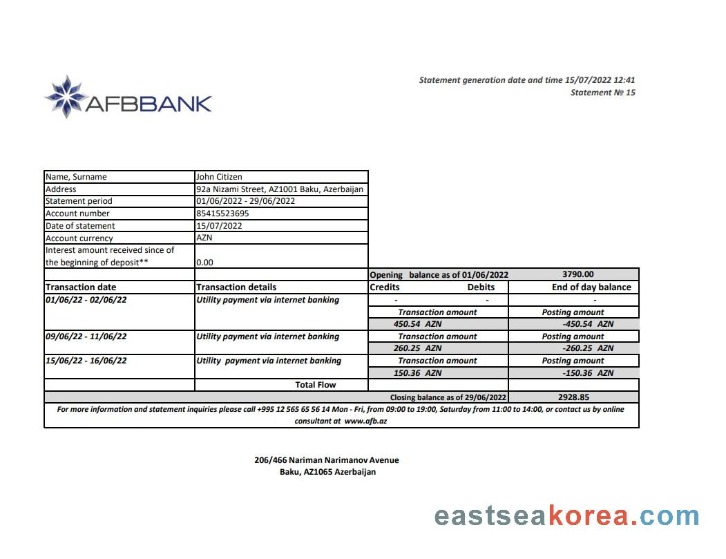 Statement generation date and time 15/07/2022 12:41
Statement № 15
AFBBANK
Name, Surname John Citizen
Address 92a Nizami Street, AZ1001 Baku, Azerbaijan
Statement period 01/06/2022 - 29/06/2022
Account number 85415523695
Date of statement 15/07/2022
Account currency AZN
Interest amount received since of
the beginning of deposit** 0.00
Opening balance as of 01/06/2022 3790.00
Transaction date Transaction details Credits Debits End of day balance
01/06/22 - 02/06/22 Utility payment via internet banking - - -
Transaction amount Posting amount
450.54 AZN -450.54 AZN
09/06/22 - 11/06/22 Utility payment via internet banking Transaction amount Posting amount
260.25 AZN -260.25 AZN
15/06/22 - 16/06/22 Utility payment via internet banking Transaction amount Posting amount
150.36 AZN -150.36 AZN
Total Flow
Closing balance as of 29/06/2022 2928.85
For more information and statement inquiries please call +995 12 565 65 56 14 Mon - Fri, from 09:00 to 19:00, Saturday from 11:00 to 14:00, or contact us by online
consultant at www.afb.az
206/466 Nariman Narimanov Avenue
Baku, AZ1065 Azerbaijan
eastseakorea.com